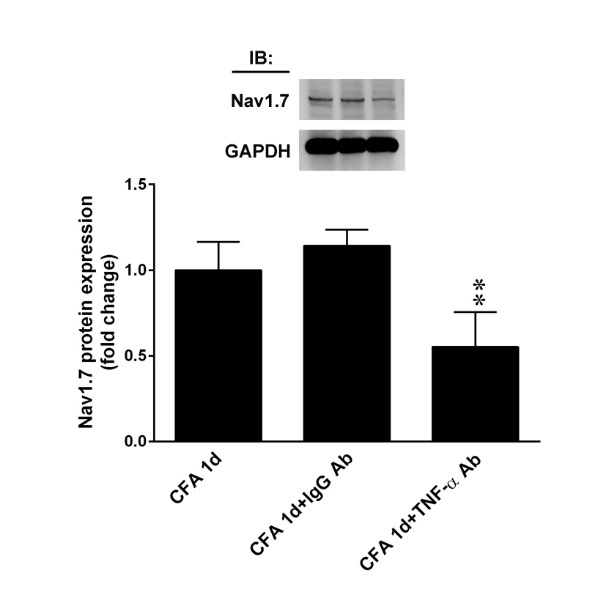 IB:
Nav1.7
GAPDH
Nav1.7 protein expression
(fold change)
1.5
1.0
0.5
0.0
**
CFA 1d
CFA 1d+IgG Ab
CFA 1d+TNF-α Ab